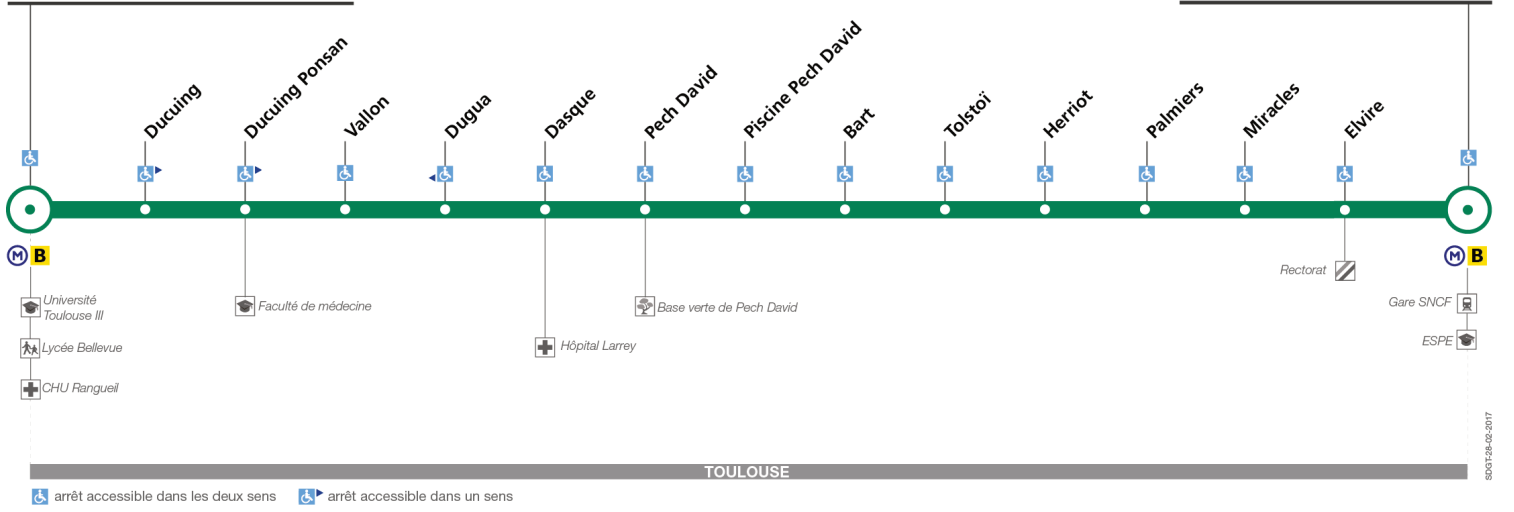 Ducuing
Ducuing Ponsan
Vallon
Dugua
Dasque
Pech David
Piscine Pech David
Bart
Tolstoï
Herriot
Palmiers
Miracles
Elvire
M B
M B
Université
Toulouse III
Lycée Bellevue
CHU Rangueil
Faculté de médecine
Hôpital Larrey
Base verte de Pech David
Rectorat
Gare SNCF
ESPE
SDGT-28-02-2017
TOULOUSE
arrêt accessible dans les deux sens
arrêt accessible dans un sens